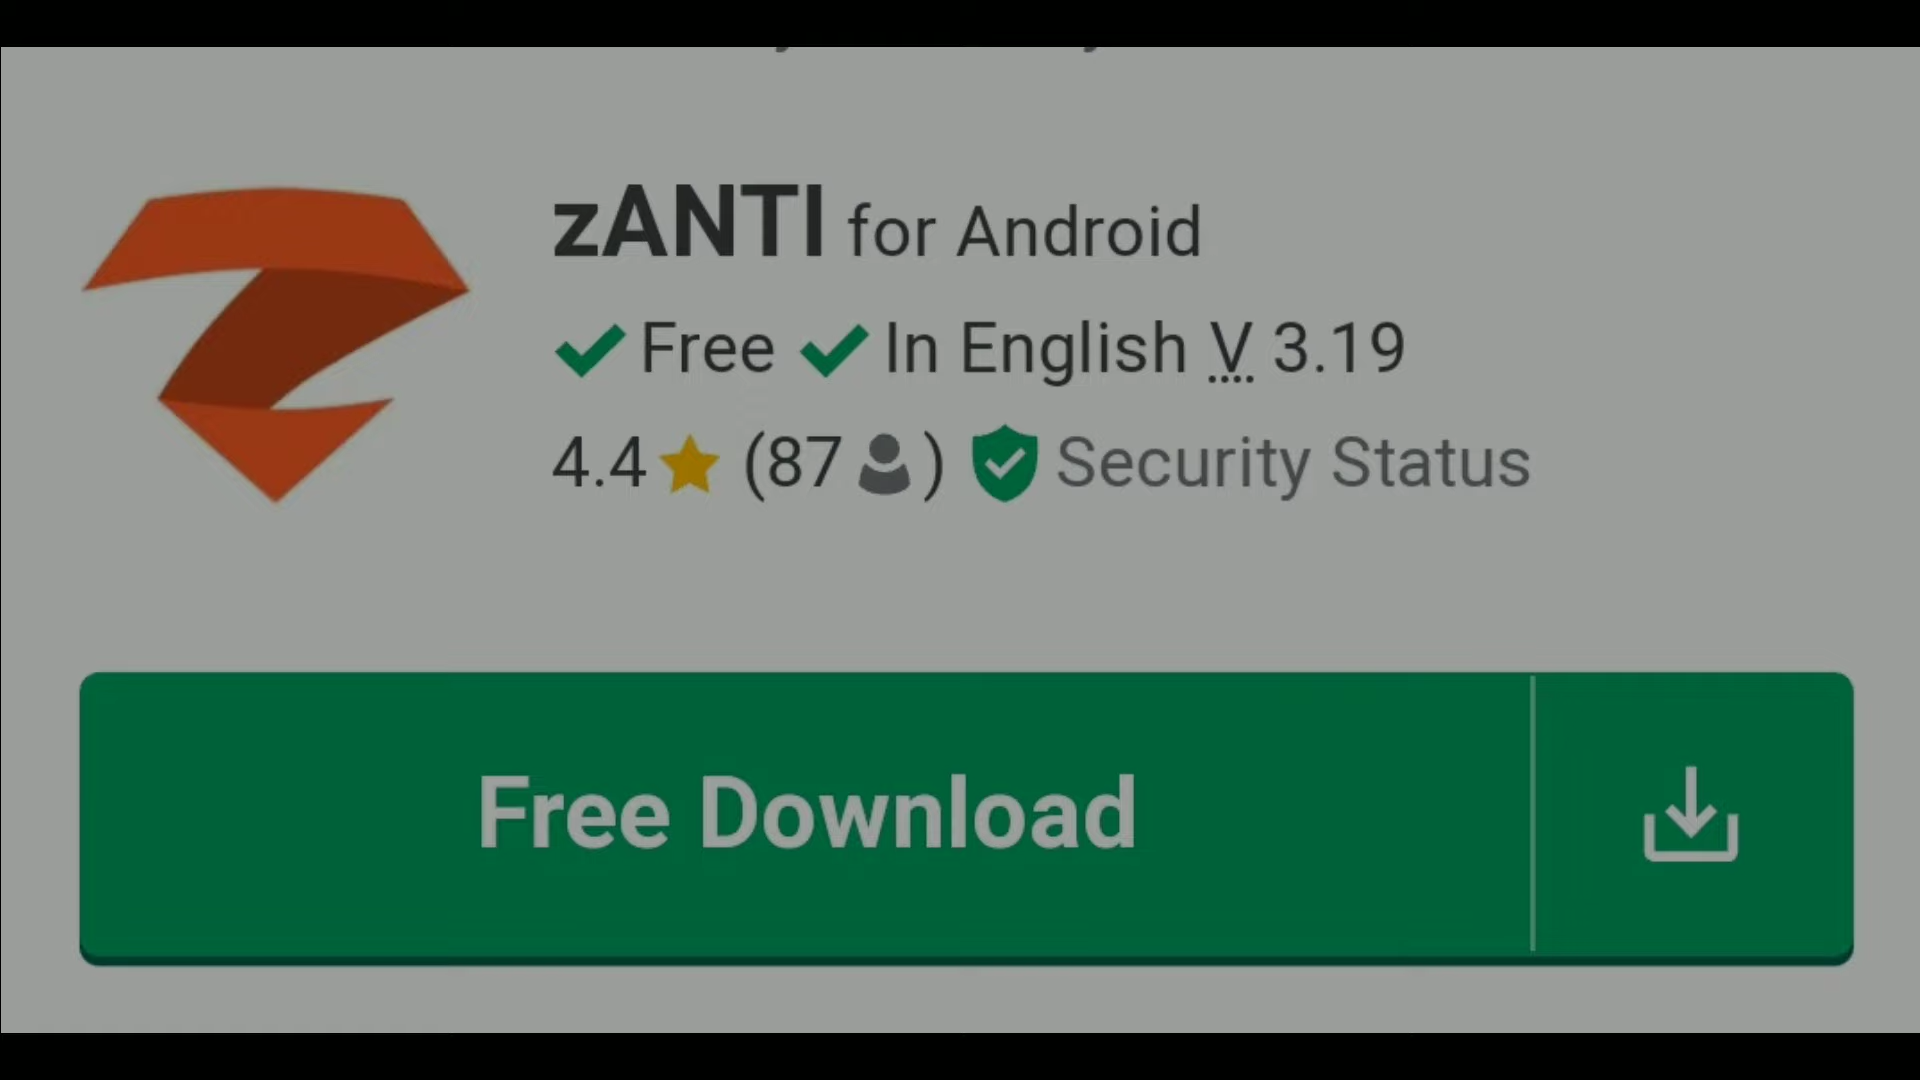 zANTI for Android
Free In English V 3.19
4.4 (87 ) Security Status
Free Download